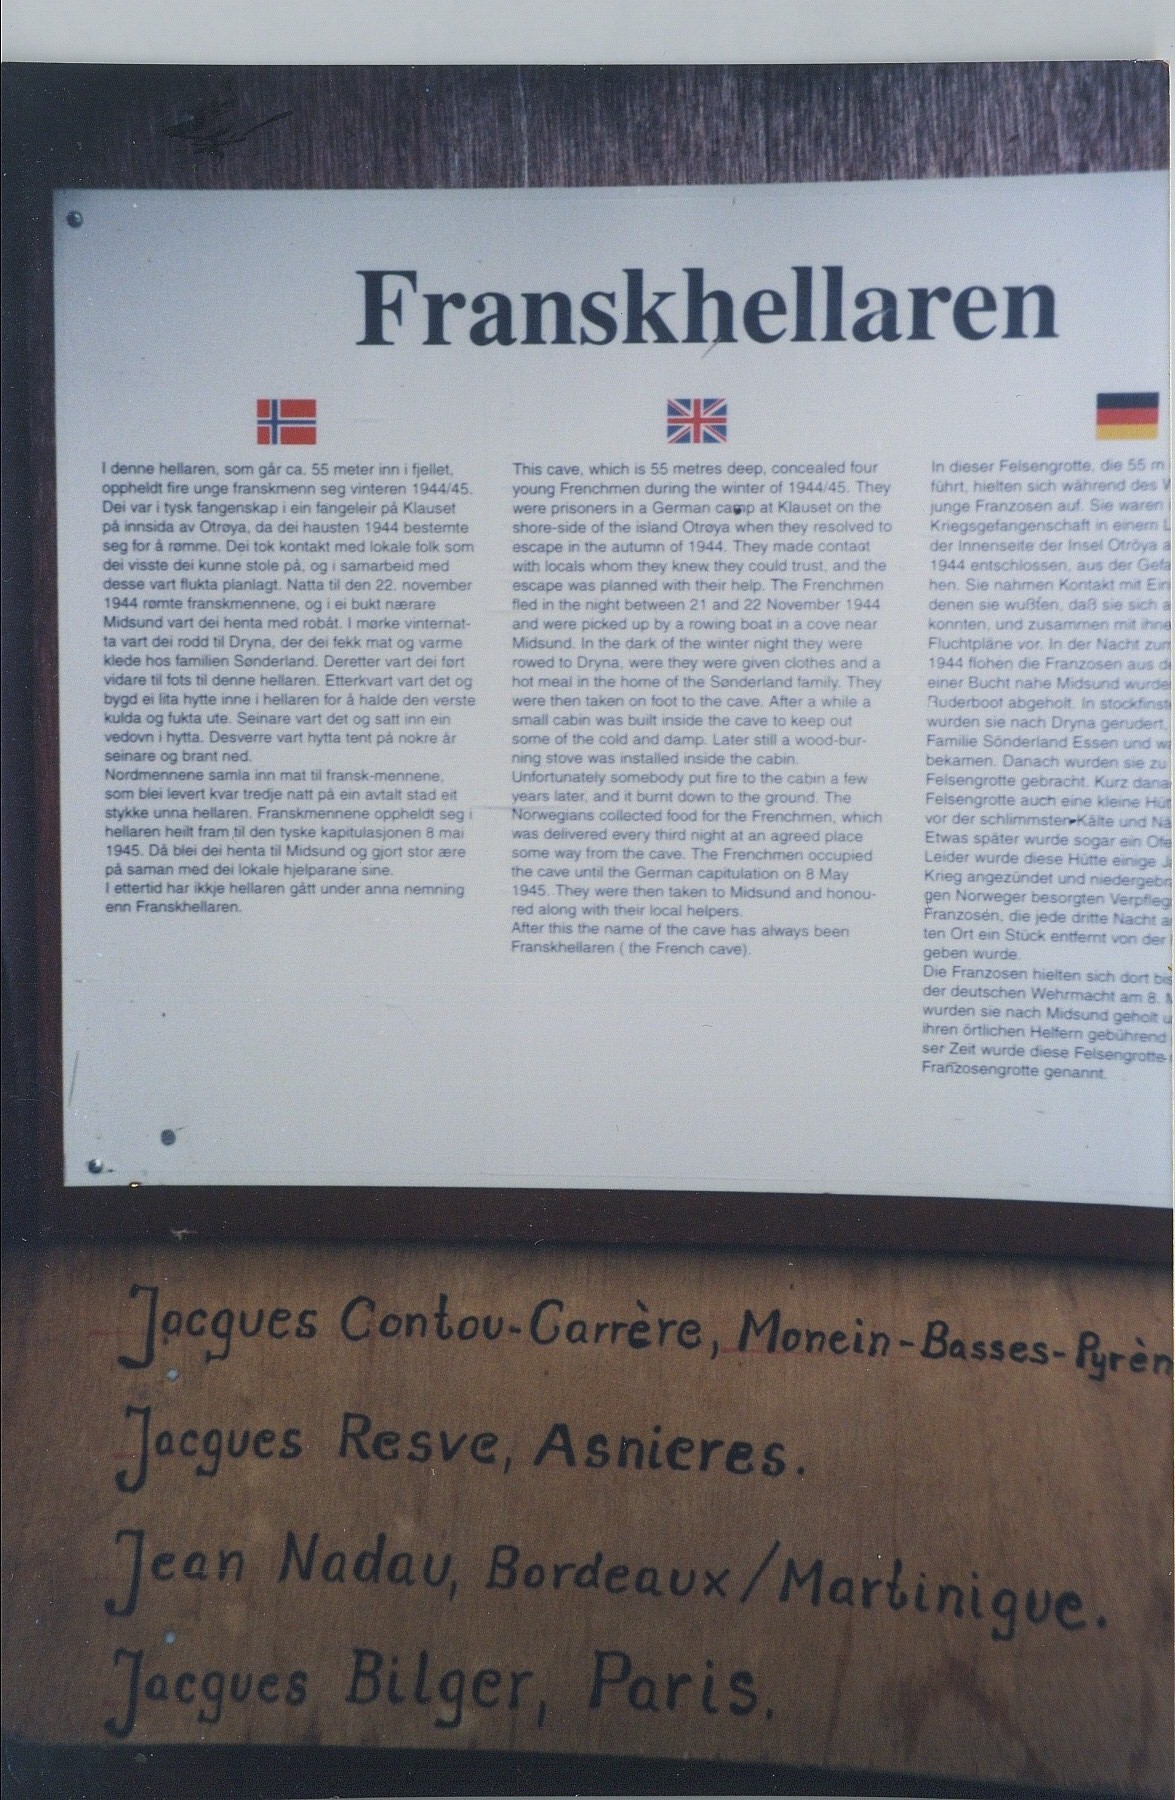 Franskhellaren
I denne hellaren, som går ca. 55 meter inn i fjellet,
oppheldt fire unge franskmenn seg vinteren 1944/45.
Dei var i tysk fangenskap i ein fangeleir på Klauset
på innsida av Otrøya, da dei hausten 1944 bestemte
seg for å rømme. Dei tok kontakt med lokale folk som
dei visste dei kunne stole på, og i samarbeid med
desse vart flukta planlagt. Natta til den 22. november
1944 rømte franskmennene, og i ei bukt nærare
Midsund vart dei henta med robåt. I mørke vinternat-
ta vart dei rodd til Dryna, der dei fekk mat og varme
klede hos familien Sønderland. Deretter vart dei ført
vidare til fots til denne hellaren. Etterkvart vart det og
bygd ei lita hytte inne i hellaren for å halde den verste
kulda og fukta ute. Seinare vart det og satt inn ein
vedovn i hytta. Desverre vart hytta tent på nokre år
seinare og brant ned.
Nordmennene samla inn mat til fransk-mennene,
som blei levert kvar tredje natt på ein avtalt stad eit
stykke unna hellaren. Franskmennene oppheldt seg i
hellaren heilt fram til den tyske kapitulasjonen 8 mai
1945. Då blei dei henta til Midsund og gjort stor ære
på saman med dei lokale hjelparane sine.
I ettertid har ikkje hellaren gått under anna nemning
enn Franskhellaren.
This cave, which is 55 metres deep, concealed four
young Frenchmen during the winter of 1944/45. They
were prisoners in a German camp at Klauset on the
shore-side of the island Otrøya when they resolved to
escape in the autumn of 1944. They made contact
with locals whom they knew they could trust, and the
escape was planned with their help. The Frenchmen
fled in the night between 21 and 22 November 1944
and were picked up by a rowing boat in a cove near
Midsund. In the dark of the winter night they were
rowed to Dryna, were they were given clothes and a
hot meal in the home of the Sønderland family. They
were then taken on foot to the cave. After a while a
small cabin was built inside the cave to keep out
some of the cold and damp. Later still a wood-bur-
ning stove was installed inside the cabin.
Unfortunately somebody put fire to the cabin a few
years later, and it burnt down to the ground. The
Norwegians collected food for the Frenchmen, which
was delivered every third night at an agreed place
some way from the cave. The Frenchmen occupied
the cave until the German capitulation on 8 May
1945. They were then taken to Midsund and honou-
red along with their local helpers.
After this the name of the cave has always been
Franskhellaren ( the French cave).
In dieser Felsengrotte, die 55 m
führt, hielten sich während des W
junge Franzosen auf. Sie waren
Kriegsgefangenschaft in einem
der Innenseite der Insel Otröya a
1944 entschlossen, aus der Gefa
hen. Sie nahmen Kontakt mit Ein
denen sie wußten, daß sie sich a
konnten, und zusammen mit ihne
Fluchtpläne vor. In der Nacht zum
1944 flohen die Franzosen aus de
einer Bucht nahe Midsund wurde
Ruderboot abgeholt. In stockfinst
wurden sie nach Dryna gerudert,
Familie Sönderland Essen und wa
bekamen. Danach wurden sie zu
Felsengrotte gebracht. Kurz dana
Felsengrotte auch eine kleine Hüt
vor der schlimmsten Kälte und Nä
Etwas später wurde sogar ein Ofe
Leider wurde diese Hütte einige J
Krieg angezündet und niedergebr
gen Norweger besorgten Verpfleg
Franzosen, die jede dritte Nacht a
ten Ort ein Stück entfernt von der
geben wurde.
Die Franzosen hielten sich dort bis
der deutschen Wehrmacht am 8. M
wurden sie nach Midsund geholt u
ihren örtlichen Helfern gebührend
ser Zeit wurde diese Felsengrotte
Franzosengrotte genannt.
Jacques Contou-Carrère, Monein-Basses-Pyrèn
Jacques Resve, Asnieres.
Jean Nadau, Bordeaux/Martinique.
Jacques Bilger, Paris.